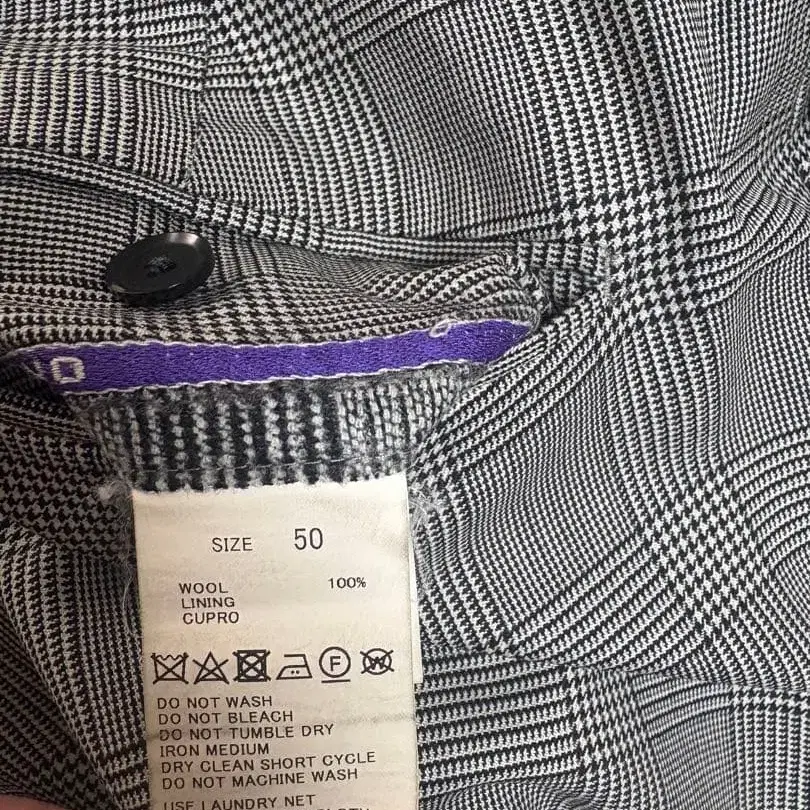 SIZE 50
WOOL 100%
LINING
CUPRO
F W
DO NOT WASH
DO NOT BLEACH
DO NOT TUMBLE DRY
IRON MEDIUM
DRY CLEAN SHORT CYCLE
DO NOT MACHINE WASH
USE LAUNDRY NET